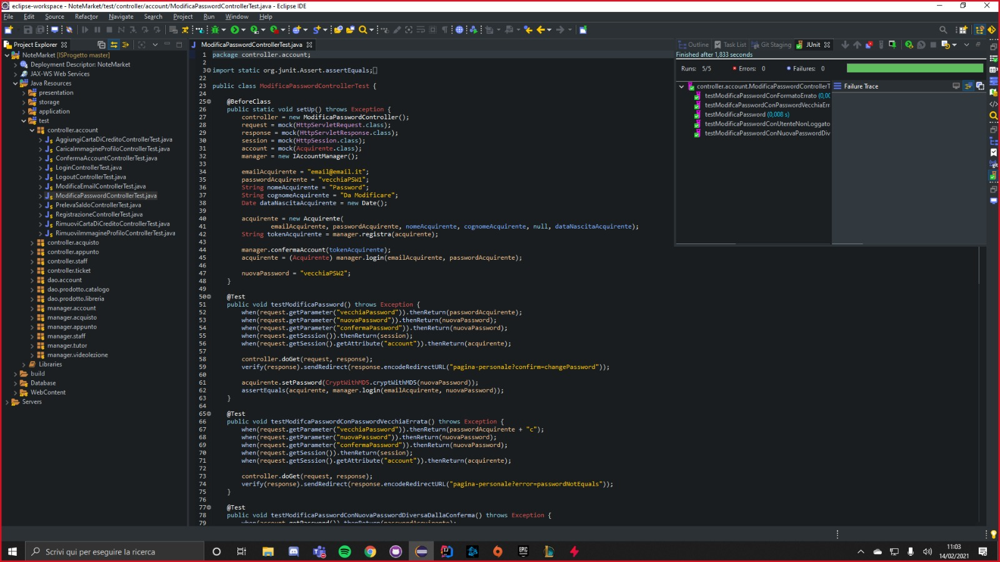 eclipse-workspace - NoteMarket/test/controller/account/ModificaPasswordControllerTest.java - Eclipse IDE
File Edit Source Refactor Navigate Search Project Run Window Help
Project Explorer
NoteMarket [ISProgetto master]
Deployment Descriptor: NoteMarket
JAX-WS Web Services
Java Resources
presentation
storage
application
test
controller.account
AggiungiCartaDiCreditoControllerTest.java
CaricaImmagineProfiloControllerTest.java
ConfermaAccountControllerTest.java
LoginControllerTest.java
LogoutControllerTest.java
ModificaEmailControllerTest.java
ModificaPasswordControllerTest.java
PrelevaSaldoControllerTest.java
RegistrazioneControllerTest.java
RimuoviCartaDiCreditoControllerTest.java
RimuoviImmagineProfiloControllerTest.java
controller.acquisto
controller.appunto
controller.staff
controller.ticket
dao.account
dao.prodotto.catalogo
dao.prodotto.libreria
manager.account
manager.acquisto
manager.appunto
manager.staff
manager.tutor
manager.videolezione
Libraries
build
Database
WebContent
Servers
ModificaPasswordControllerTest.java
1 package controller.account;
2
3 import static org.junit.Assert.assertEquals;
22
23 public class ModificaPasswordControllerTest {
24
25 @BeforeClass
26 public static void setUp() throws Exception {
27 controller = new ModificaPasswordController();
28 request = mock(HttpServletRequest.class);
29 response = mock(HttpServletResponse.class);
30 session = mock(HttpSession.class);
31 account = mock(Acquirente.class);
32 manager = new IAccountManager();
33
34 emailAcquirente = "email@email.it";
35 passwordAcquirente = "vecchiaPSW1";
36 String nomeAcquirente = "Password";
37 String cognomeAcquirente = "Da Modificare";
38 Date dataNascitaAcquirente = new Date();
39
40 acquirente = new Acquirente(
41 emailAcquirente, passwordAcquirente, nomeAcquirente, cognomeAcquirente, null, dataNascitaAcquirente);
42 String tokenAcquirente = manager.registra(acquirente);
43
44 manager.confermaAccount(tokenAcquirente);
45 acquirente = (Acquirente) manager.login(emailAcquirente, passwordAcquirente);
46
47 nuovaPassword = "vecchiaPSW2";
48 }
49
50 @Test
51 public void testModificaPassword() throws Exception {
52 when(request.getParameter("vecchiaPassword")).thenReturn(passwordAcquirente);
53 when(request.getParameter("nuovaPassword")).thenReturn(nuovaPassword);
54 when(request.getParameter("confermaPassword")).thenReturn(nuovaPassword);
55 when(request.getSession()).thenReturn(session);
56 when(request.getSession().getAttribute("account")).thenReturn(acquirente);
57
58 controller.doGet(request, response);
59 verify(response).sendRedirect(response.encodeRedirectURL("pagina-personale?confirm=changePassword"));
60
61 acquirente.setPassword(CryptWithMD5.cryptWithMD5(nuovaPassword));
62 assertEquals(acquirente, manager.login(emailAcquirente, nuovaPassword));
63 }
64
65 @Test
66 public void testModifcaPasswordConPasswordVecchiaErrata() throws Exception {
67 when(request.getParameter("vecchiaPassword")).thenReturn(passwordAcquirente + "c");
68 when(request.getParameter("nuovaPassword")).thenReturn(nuovaPassword);
69 when(request.getParameter("confermaPassword")).thenReturn(nuovaPassword);
70 when(request.getSession()).thenReturn(session);
71 when(request.getSession().getAttribute("account")).thenReturn(acquirente);
72
73 controller.doGet(request, response);
74 verify(response).sendRedirect(response.encodeRedirectURL("pagina-personale?error=passwordNotEquals"));
75 }
76
77 @Test
78 public void testModificaPasswordConNuovaPasswordDiversaDallaConferma() throws Exception {
79 when(account.getPassword()).thenReturn(passwordAcquirente);
Outline Task List Git Staging JUnit
Finished after 1,833 seconds
Runs: 5/5 Errors: 0 Failures: 0
controller.account.ModificaPasswordControllerT
testModificaPasswordConFormatoErrato (0,00
testModifcaPasswordConPasswordVecchiaErr
testModificaPassword (0,008 s)
testModificaPasswordConUtenteNonLoggato
testModificaPasswordConNuovaPasswordDiv
Failure Trace
Scrivi qui per eseguire la ricerca
EPIC GAMES
11:03
14/02/2021